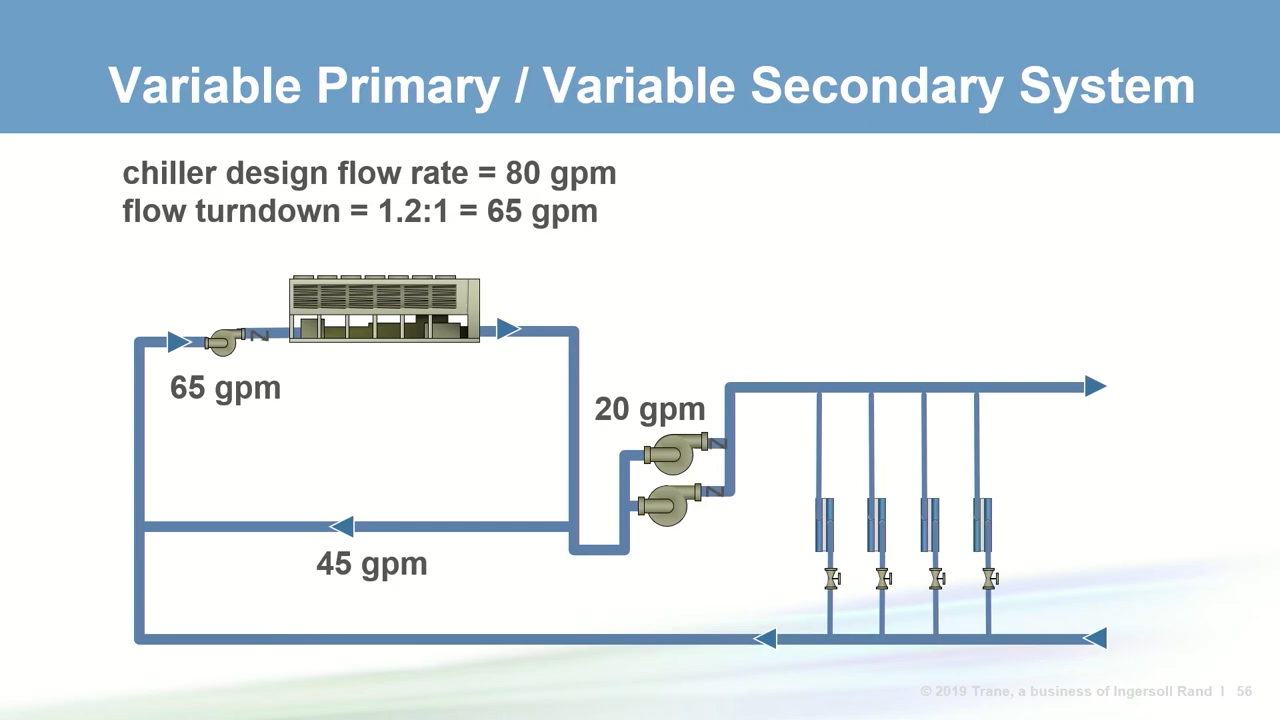 Variable Primary / Variable Secondary System
chiller design flow rate = 80 gpm
flow turndown = 1.2:1 = 65 gpm
65 gpm
20 gpm
45 gpm
© 2019 Trane, a business of Ingersoll Rand I 56